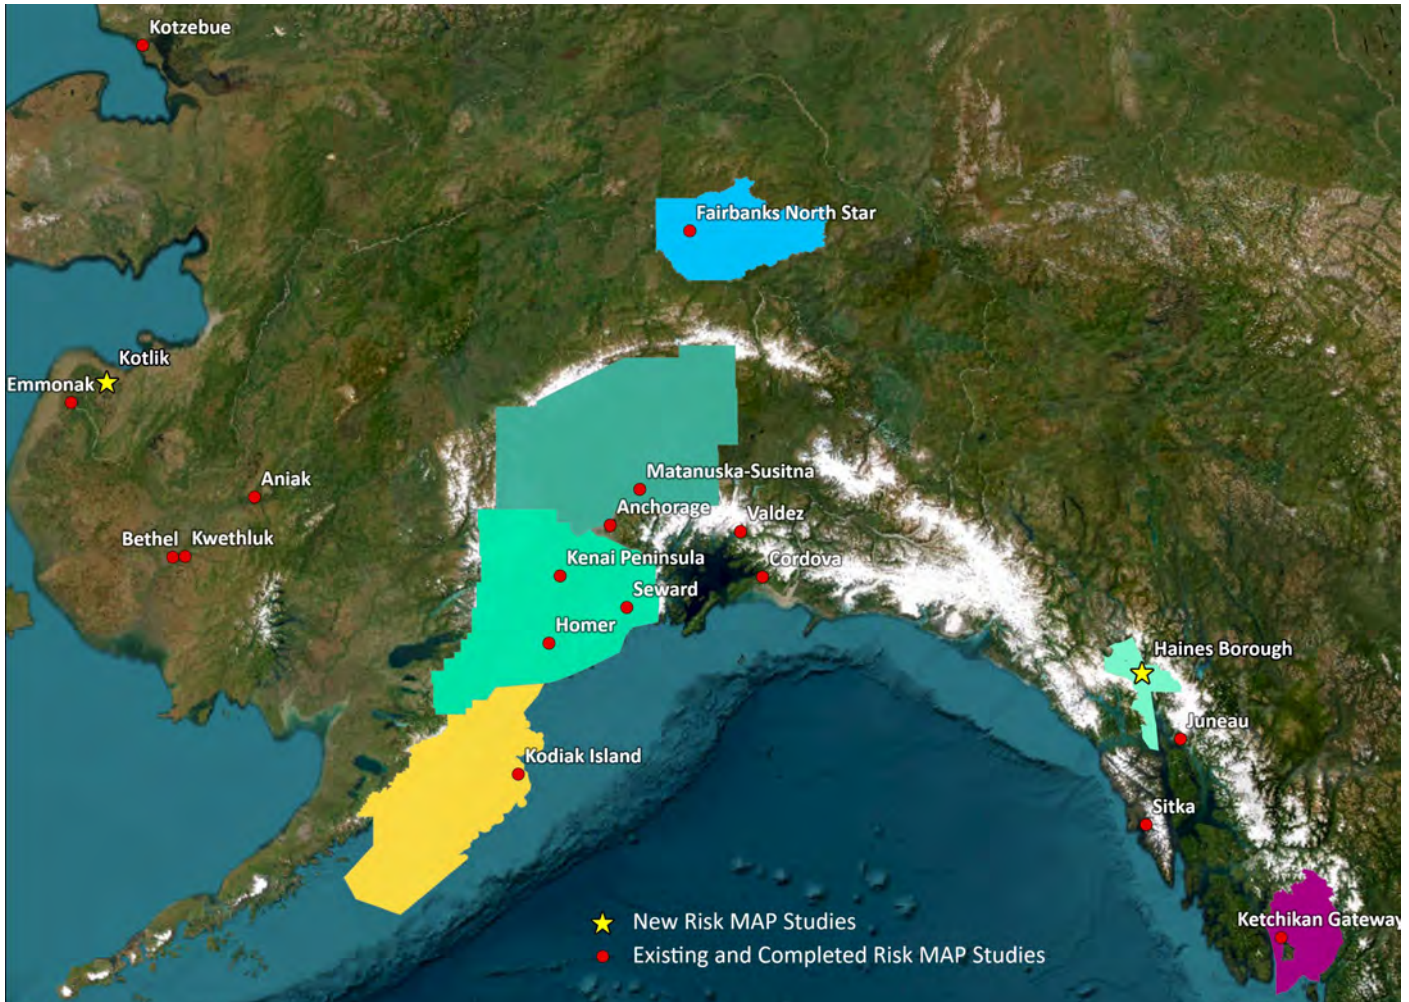 Kotzebue
Fairbanks North Star
Kotlik
Emmonak
Aniak
Matanuska-Susitna
Anchorage
Valdez
Bethel
Kwethluk
Kenai Peninsula
Cordova
Seward
Homer
Haines Borough
Juneau
Kodiak Island
Sitka
Ketchikan Gateway
New Risk MAP Studies
Existing and Completed Risk MAP Studies